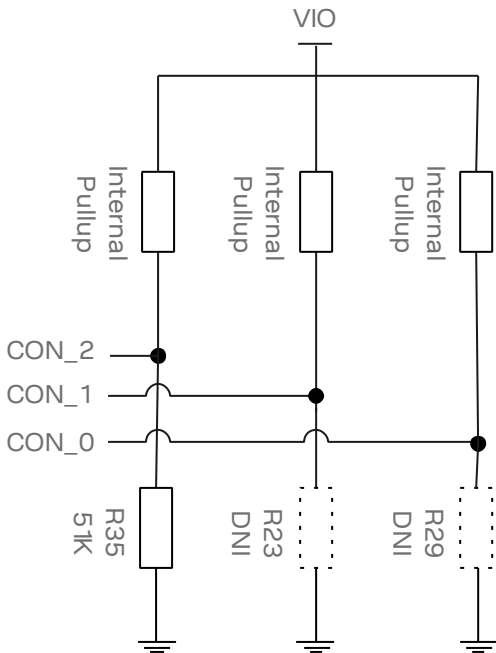 VIO
Internal
Pullup
Internal
Pullup
Internal
Pullup
CON_2
CON_1
CON_0
R35
51K
R23
DNI
R29
DNI